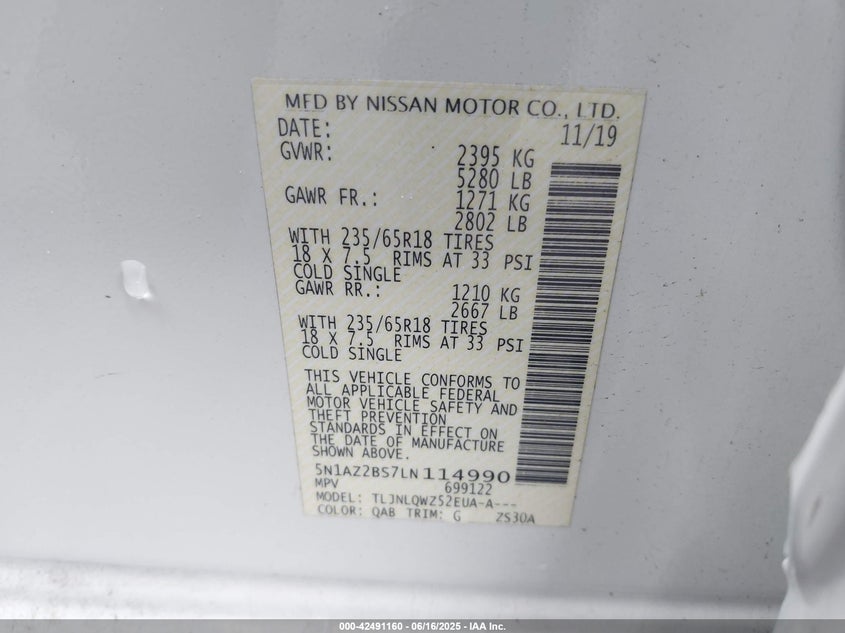 MFD BY NISSAN MOTOR CO., LTD.
DATE: 11/19
GVWR: 2395 KG
5280 LB
GAWR FR.: 1271 KG
2802 LB
WITH 235/65R18 TIRES
18 X 7.5 RIMS AT 33 PSI
COLD SINGLE
GAWR RR.: 1210 KG
2667 LB
WITH 235/65R18 TIRES
18 X 7.5 RIMS AT 33 PSI
COLD SINGLE
THIS VEHICLE CONFORMS TO
ALL APPLICABLE FEDERAL
MOTOR VEHICLE SAFETY AND
THEFT PREVENTION
STANDARDS IN EFFECT ON
THE DATE OF MANUFACTURE
SHOWN ABOVE.
5N1AZ2BS7LN114990
MPV 699122
MODEL: TLJNLQWZ52EUA-A---
COLOR: QAB TRIM: G ZS30A
000-42491160 - 06/16/2025 - IAA Inc.